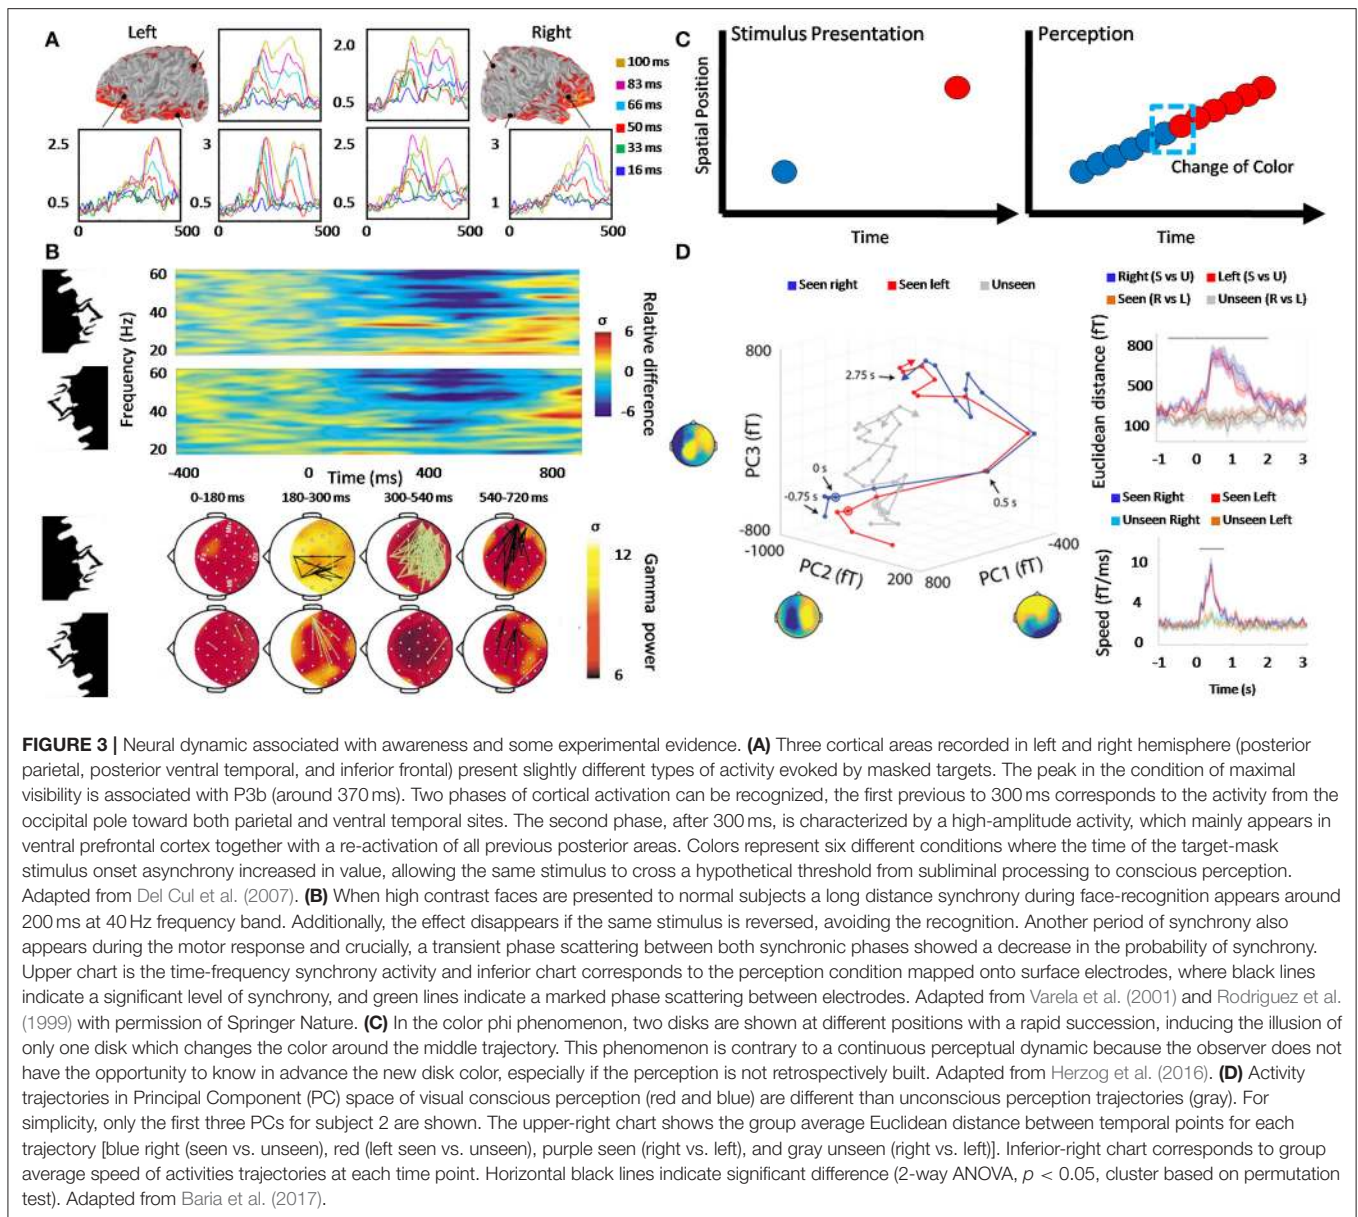 A
Left
Right
2.0
0.5
100 ms
83 ms
66 ms
50 ms
33 ms
16 ms
2.5
0.5
3
0.5
2.5
0.5
3
1
0
500
0
500
0
500
B
60
40
20
60
40
20
Frequency (Hz)
-400
0
400
800
Time (ms)
σ
6
0
-6
Relative difference
0-180 ms
180-300 ms
300-540 ms
540-720 ms
σ
12
6
Gamma power
C
Stimulus Presentation
Perception
Spatial Position
Change of Color
Time
Time
D
Seen right
Seen left
Unseen
800
-800
PC3 (fT)
2.75 s
0 s
-0.75 s
0.5 s
-1000
200
PC2 (fT)
800
-400
PC1 (fT)
Right (S vs U)
Left (S vs U)
Seen (R vs L)
Unseen (R vs L)
Euclidean distance (fT)
800
500
100
-1 0 1 2 3
Seen Right
Seen Left
Unseen Right
Unseen Left
Speed (fT/ms)
10
4
0
-1 0 1 2 3
Time (s)
FIGURE 3 | Neural dynamic associated with awareness and some experimental evidence. (A) Three cortical areas recorded in left and right hemisphere (posterior
parietal, posterior ventral temporal, and inferior frontal) present slightly different types of activity evoked by masked targets. The peak in the condition of maximal
visibility is associated with P3b (around 370 ms). Two phases of cortical activation can be recognized, the first previous to 300 ms corresponds to the activity from the
occipital pole toward both parietal and ventral temporal sites. The second phase, after 300 ms, is characterized by a high-amplitude activity, which mainly appears in
ventral prefrontal cortex together with a re-activation of all previous posterior areas. Colors represent six different conditions where the time of the target-mask
stimulus onset asynchrony increased in value, allowing the same stimulus to cross a hypothetical threshold from subliminal processing to conscious perception.
Adapted from Del Cul et al. (2007). (B) When high contrast faces are presented to normal subjects a long distance synchrony during face-recognition appears around
200 ms at 40 Hz frequency band. Additionally, the effect disappears if the same stimulus is reversed, avoiding the recognition. Another period of synchrony also
appears during the motor response and crucially, a transient phase scattering between both synchronic phases showed a decrease in the probability of synchrony.
Upper chart is the time-frequency synchrony activity and inferior chart corresponds to the perception condition mapped onto surface electrodes, where black lines
indicate a significant level of synchrony, and green lines indicate a marked phase scattering between electrodes. Adapted from Varela et al. (2001) and Rodriguez et al.
(1999) with permission of Springer Nature. (C) In the color phi phenomenon, two disks are shown at different positions with a rapid succession, inducing the illusion of
only one disk which changes the color around the middle trajectory. This phenomenon is contrary to a continuous perceptual dynamic because the observer does not
have the opportunity to know in advance the new disk color, especially if the perception is not retrospectively built. Adapted from Herzog et al. (2016). (D) Activity
trajectories in Principal Component (PC) space of visual conscious perception (red and blue) are different than unconscious perception trajectories (gray). For
simplicity, only the first three PCs for subject 2 are shown. The upper-right chart shows the group average Euclidean distance between temporal points for each
trajectory [blue right (seen vs. unseen), red (left seen vs. unseen), purple seen (right vs. left), and gray unseen (right vs. left)]. Inferior-right chart corresponds to group
average speed of activities trajectories at each time point. Horizontal black lines indicate significant difference (2-way ANOVA, p < 0.05, cluster based on permutation
test). Adapted from Baria et al. (2017).